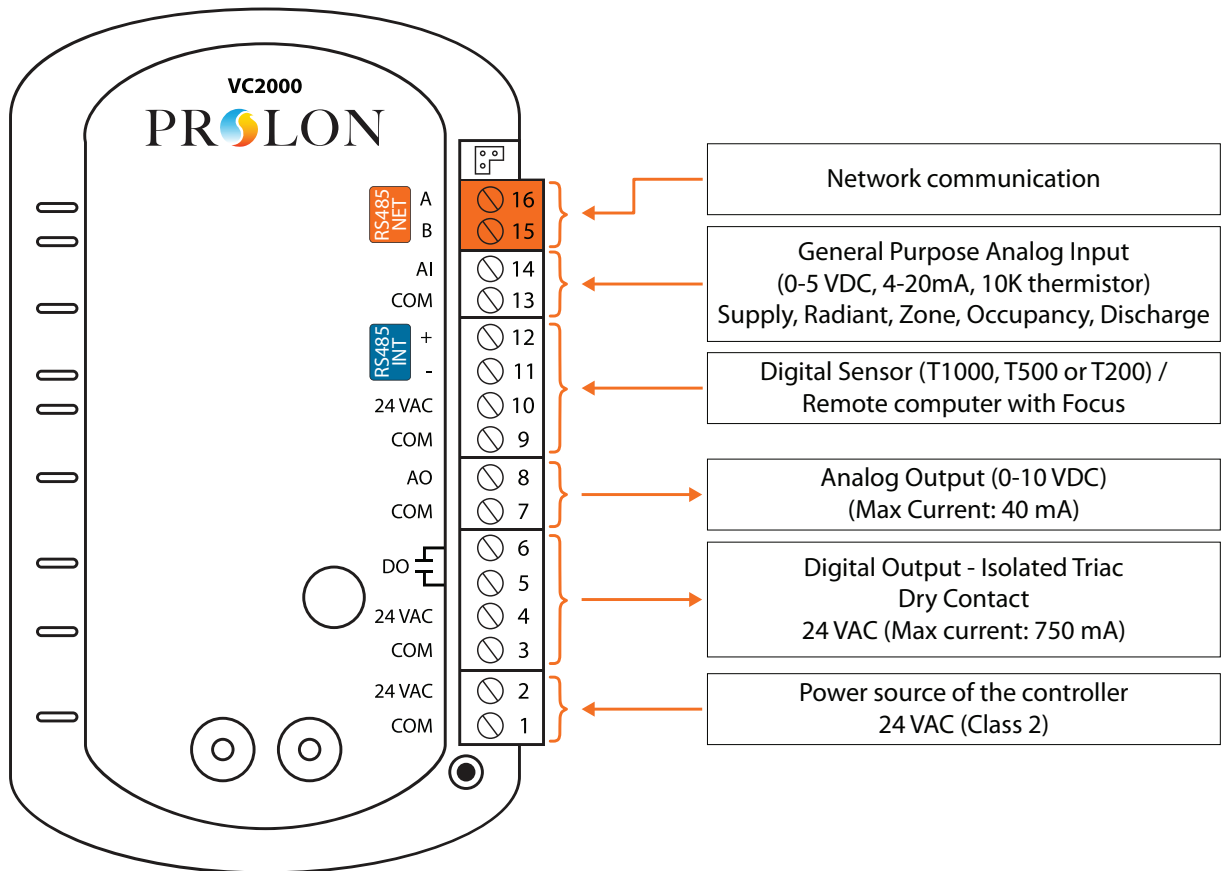 VC2000
PROLON
RS485
NET
A 16
B 15
AI 14
COM 13
RS485
INT
+ 12
- 11
24 VAC 10
COM 9
AO 8
COM 7
DO 6
5
24 VAC 4
COM 3
24 VAC 2
COM 1
Network communication
General Purpose Analog Input
(0-5 VDC, 4-20mA, 10K thermistor)
Supply, Radiant, Zone, Occupancy, Discharge
Digital Sensor (T1000, T500 or T200) /
Remote computer with Focus
Analog Output (0-10 VDC)
(Max Current: 40 mA)
Digital Output - Isolated Triac
Dry Contact
24 VAC (Max current: 750 mA)
Power source of the controller
24 VAC (Class 2)